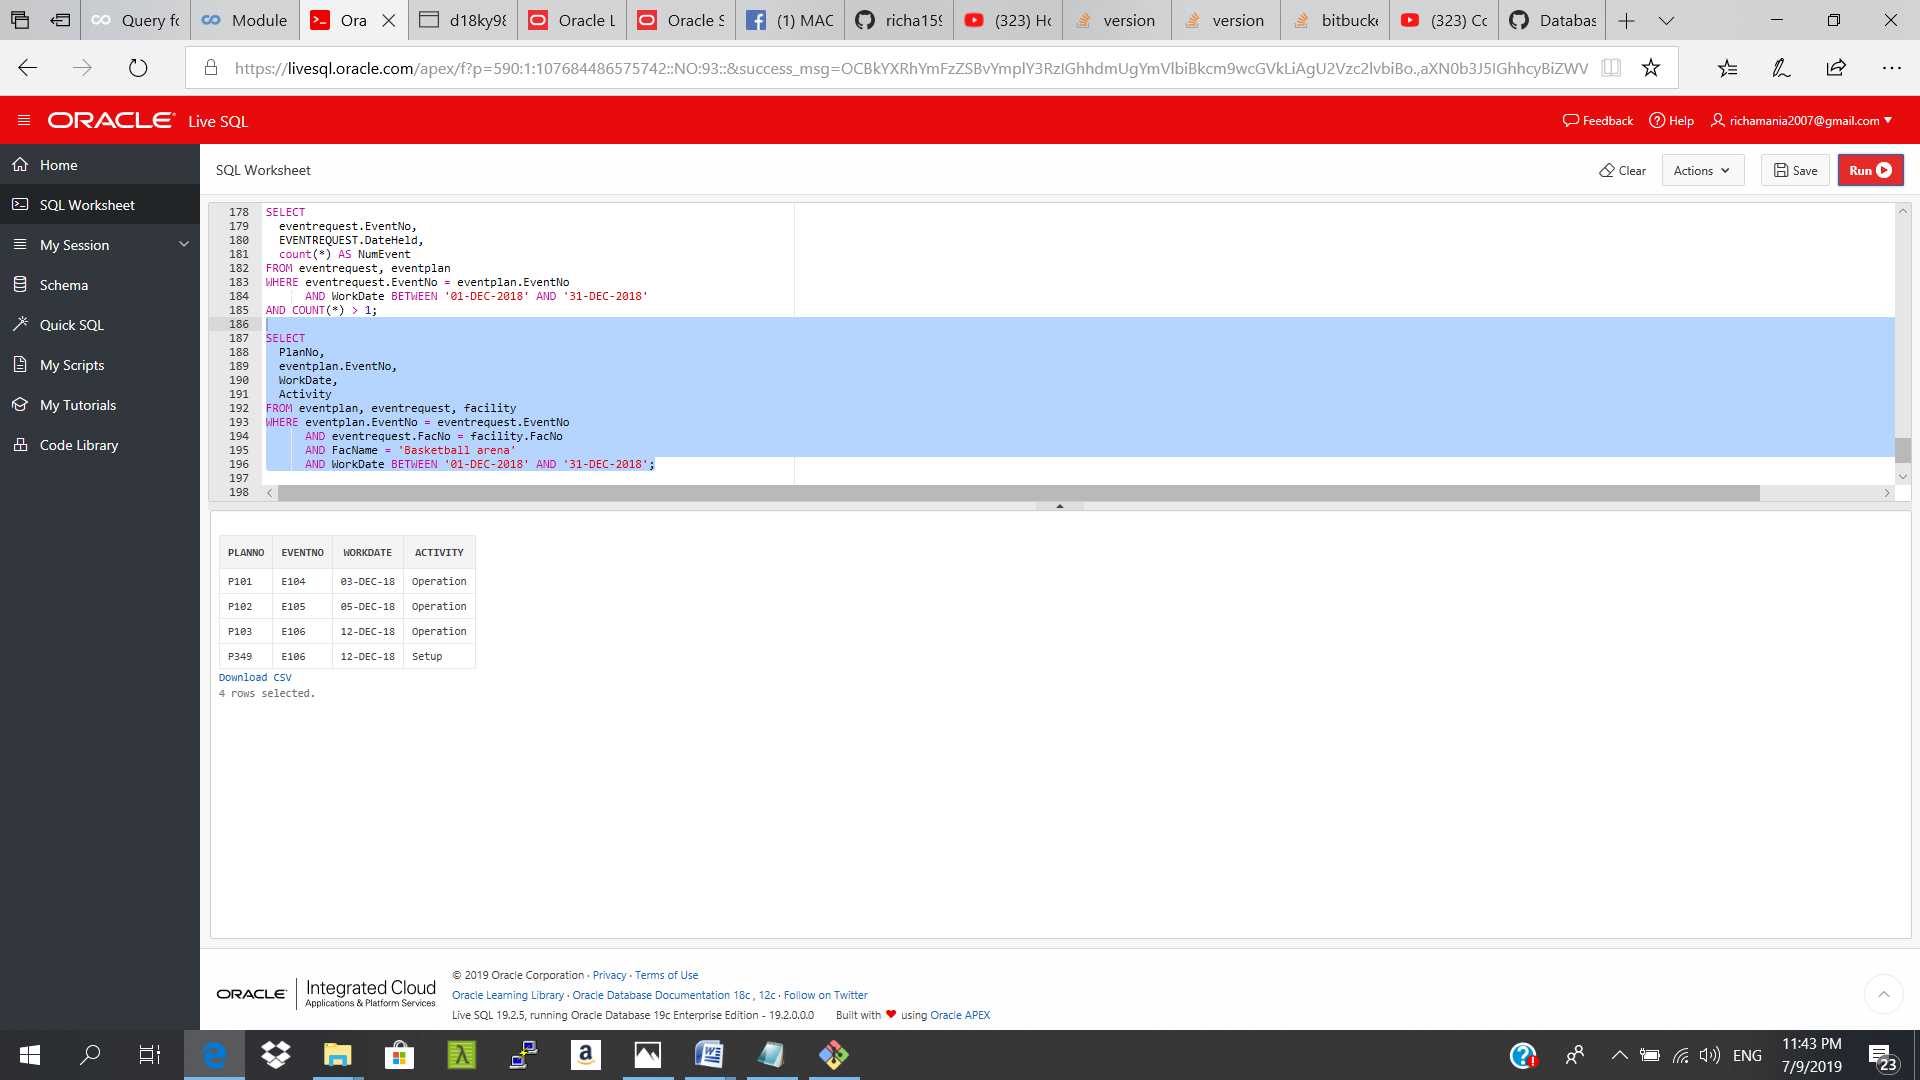 Query fo
Module
Ora
d18ky98
Oracle L
Oracle S
(1) MAC
richa159
(323) Ho
version
version
bitbucke
(323) Co
Databas
https://livesql.oracle.com/apex/f?p=590:1:107684486575742::NO:93::&success_msg=OCBkYXRhYmFzZSBvYmplY3RzIGhhdmUgYmVlbiBkcm9wcGVkLiAgU2Vzc2lvbiBo.,aXN0b3J5IGhhcyBiZWV
ORACLE Live SQL
Feedback
Help
richamania2007@gmail.com
Home
SQL Worksheet
My Session
Schema
Quick SQL
My Scripts
My Tutorials
Code Library
SQL Worksheet
Clear
Actions
Save
Run
178 SELECT
179 eventrequest.EventNo,
180 EVENTREQUEST.DateHeld,
181 count(*) AS NumEvent
182 FROM eventrequest, eventplan
183 WHERE eventrequest.EventNo = eventplan.EventNo
184 AND WorkDate BETWEEN '01-DEC-2018' AND '31-DEC-2018'
185 AND COUNT(*) > 1;
186
187 SELECT
188 PlanNo,
189 eventplan.EventNo,
190 WorkDate,
191 Activity
192 FROM eventplan, eventrequest, facility
193 WHERE eventplan.EventNo = eventrequest.EventNo
194 AND eventrequest.FacNo = facility.FacNo
195 AND FacName = 'Basketball arena'
196 AND WorkDate BETWEEN '01-DEC-2018' AND '31-DEC-2018';
197
198
PLANNO EVENTNO WORKDATE ACTIVITY
P101 E104 03-DEC-18 Operation
P102 E105 05-DEC-18 Operation
P103 E106 12-DEC-18 Operation
P349 E106 12-DEC-18 Setup
Download CSV
4 rows selected.
ORACLE
Integrated Cloud
Applications & Platform Services
© 2019 Oracle Corporation · Privacy · Terms of Use
Oracle Learning Library · Oracle Database Documentation 18c , 12c · Follow on Twitter
Live SQL 19.2.5, running Oracle Database 19c Enterprise Edition - 19.2.0.0.0 Built with ❤ using Oracle APEX
ENG
11:43 PM
7/9/2019
23